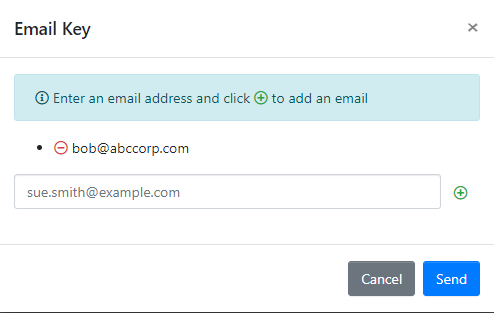 Email Key
×
Enter an email address and click to add an email
bob@abccorp.com
sue.smith@example.com
Cancel Send